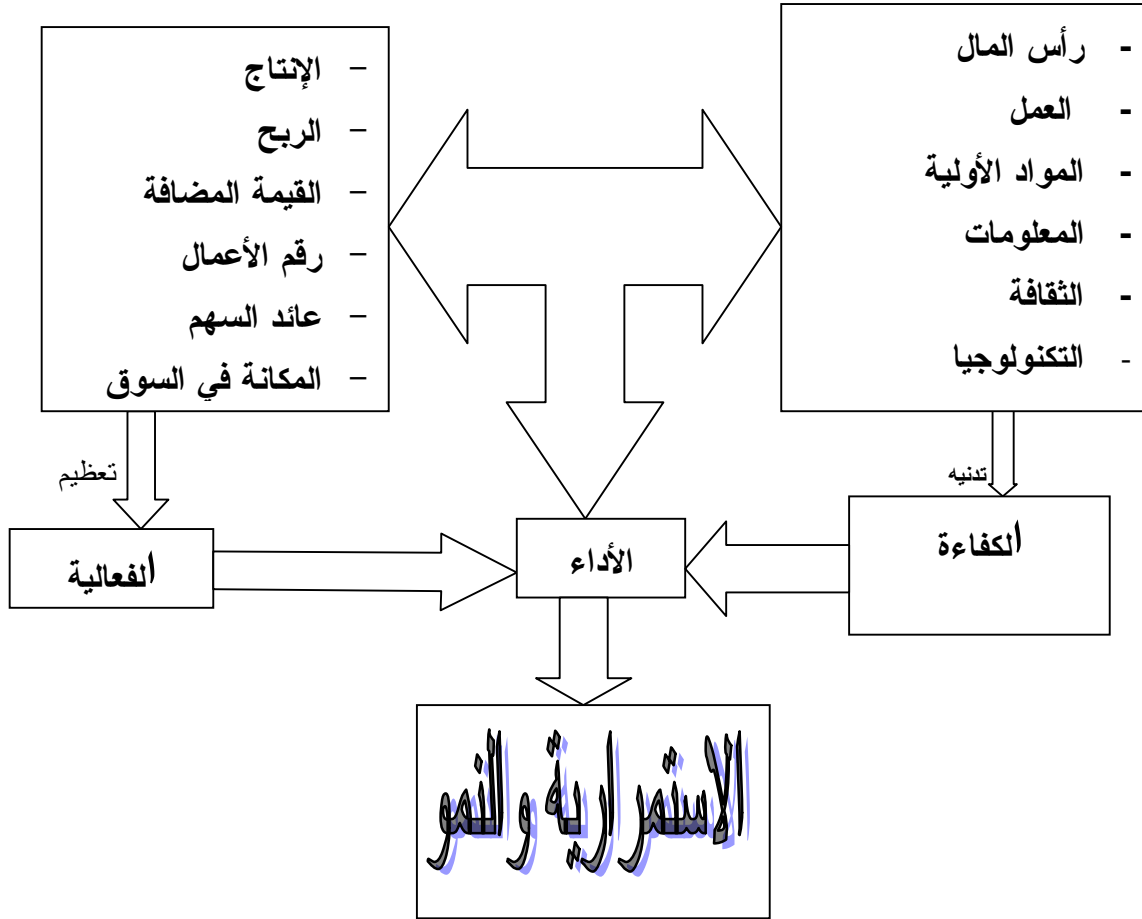 - رأس المال
- العمل
- المواد الأولية
- المعلومات
- الثقافة
- التكنولوجيا
– الإنتاج
– الربح
– القيمة المضافة
– رقم الأعمال
– عائد السهم
– المكانة في السوق
تدنيه
تعظيم
الكفاءة
الأداء
الفعالية
الاستمرارية والنمو